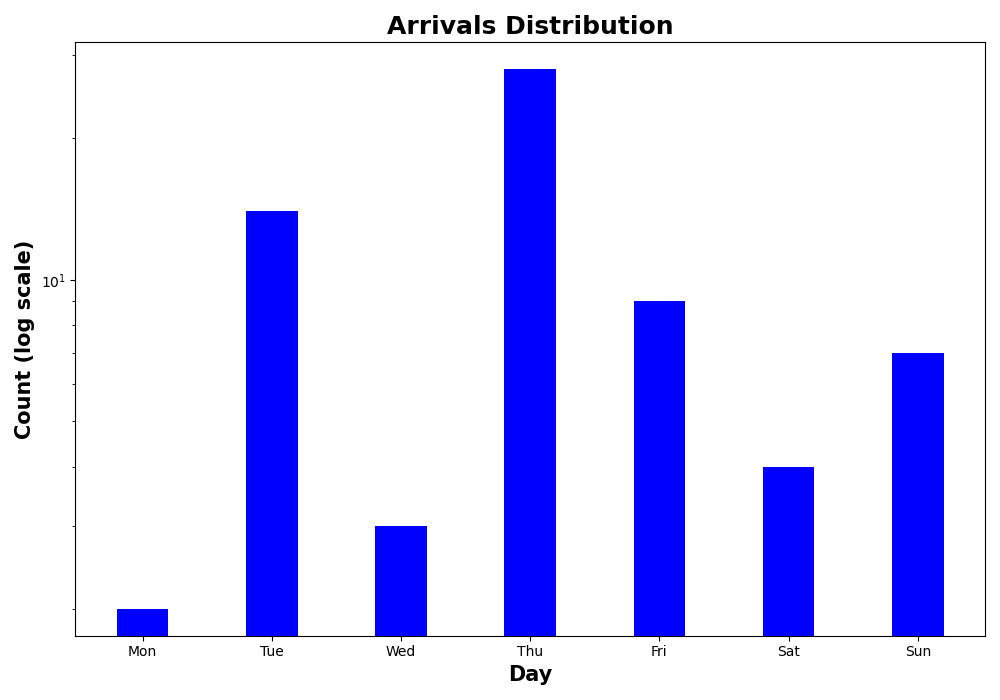 Arrivals Distribution
Count (log scale)
10¹
Mon Tue Wed Thu Fri Sat Sun
Day